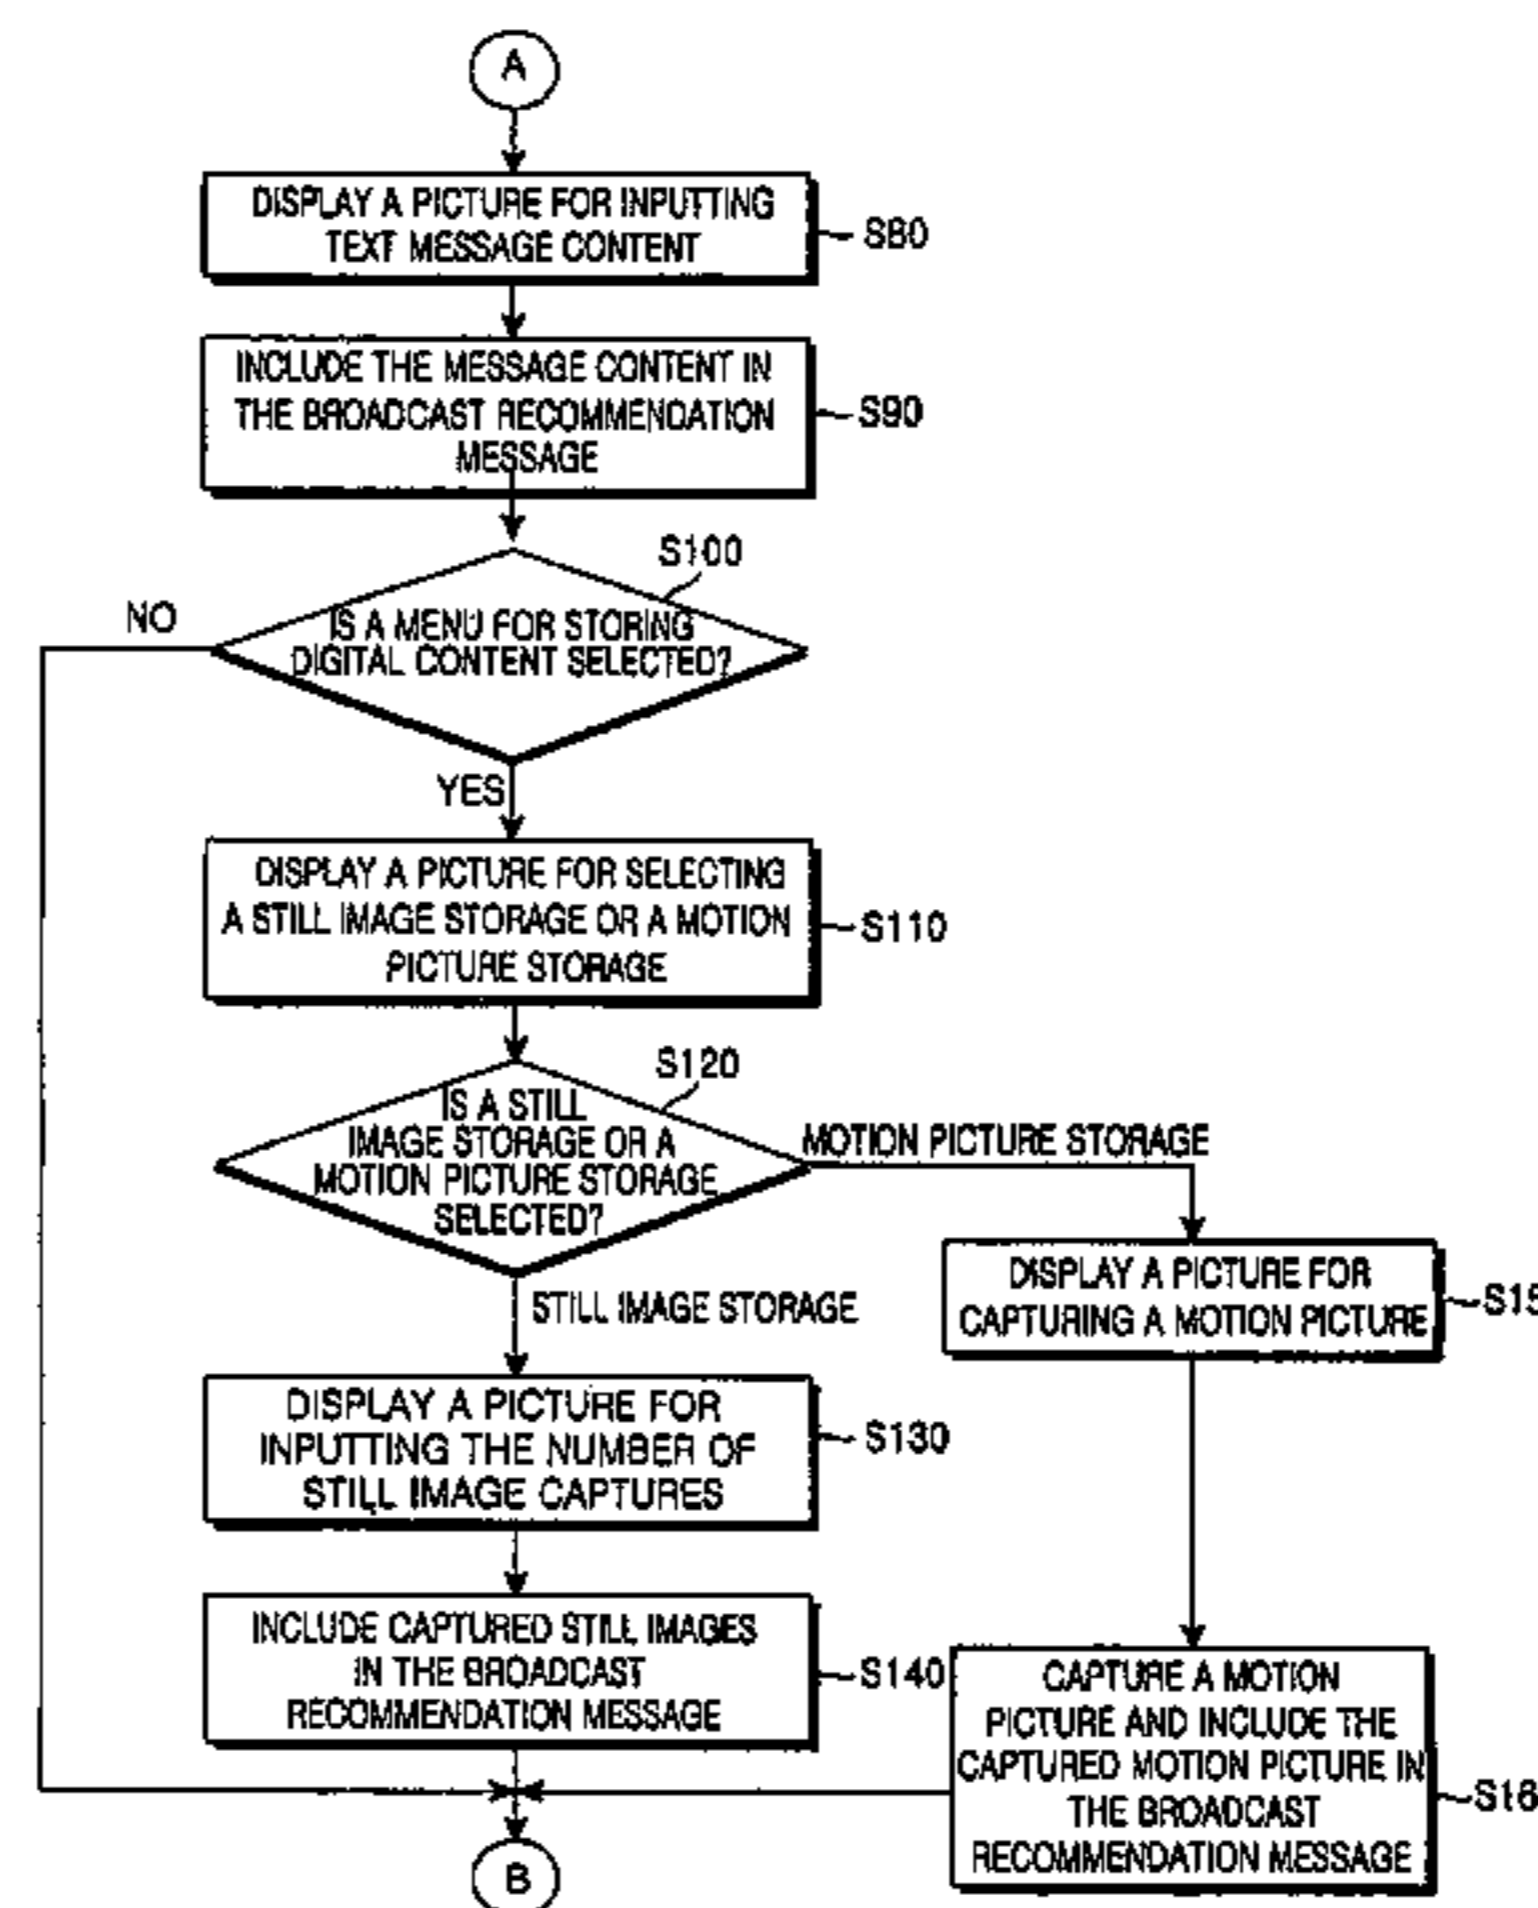 A
DISPLAY A PICTURE FOR INPUTTING
TEXT MESSAGE CONTENT
S80
INCLUDE THE MESSAGE CONTENT IN
THE BROADCAST RECOMMENDATION
MESSAGE
S90
S100
NO
IS A MENU FOR STORING
DIGITAL CONTENT SELECTED?
YES
DISPLAY A PICTURE FOR SELECTING
A STILL IMAGE STORAGE OR A MOTION
PICTURE STORAGE
S110
S120
IS A STILL
IMAGE STORAGE OR A
MOTION PICTURE STORAGE
SELECTED?
MOTION PICTURE STORAGE
STILL IMAGE STORAGE
DISPLAY A PICTURE FOR
CAPTURING A MOTION PICTURE
S15
DISPLAY A PICTURE FOR
INPUTTING THE NUMBER OF
STILL IMAGE CAPTURES
S130
INCLUDE CAPTURED STILL IMAGES
IN THE BROADCAST
RECOMMENDATION MESSAGE
S140
CAPTURE A MOTION
PICTURE AND INCLUDE THE
CAPTURED MOTION PICTURE IN
THE BROADCAST
RECOMMENDATION MESSAGE
S16
B